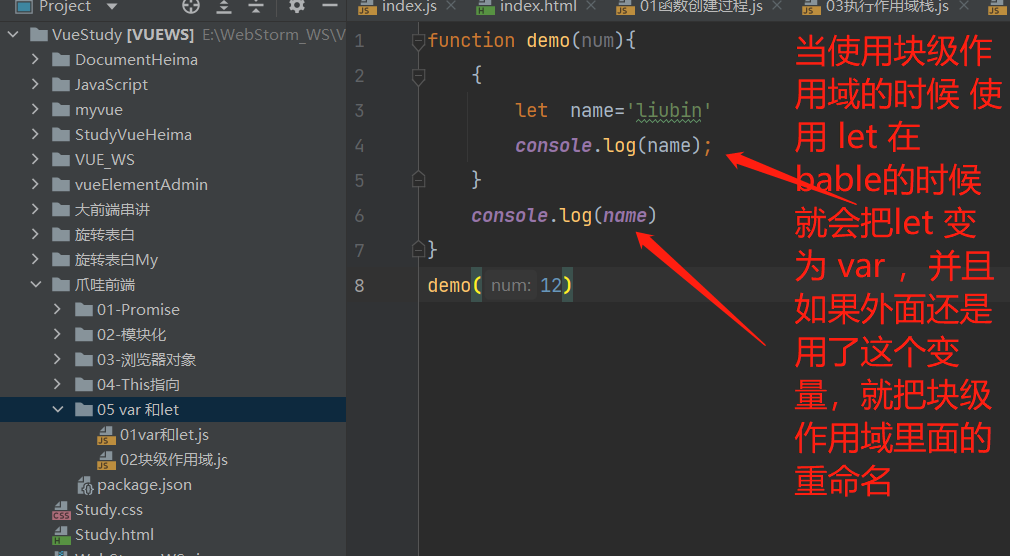 Project
index.js
index.html
01函数创建过程.js
03执行作用域栈.js
VueStudy [VUEWS] E:\WebStorm_WS\V
DocumentHeima
JavaScript
myvue
StudyVueHeima
VUE_WS
vueElementAdmin
大前端串讲
旋转表白
旋转表白My
爪哇前端
01-Promise
02-模块化
03-浏览器对象
04-This指向
05 var 和let
01var和let.js
02块级作用域.js
package.json
Study.css
Study.html
1 function demo(num){
2 {
3 let name='liubin'
4 console.log(name);
5 }
6 console.log(name)
7 }
8 demo( num: 12)
当使用块级作
用域的时候 使
用 let 在
bable的时候
就会把let 变
为 var ，并且
如果外面还是
用了这个变
量，就把块级
作用域里面的
重命名